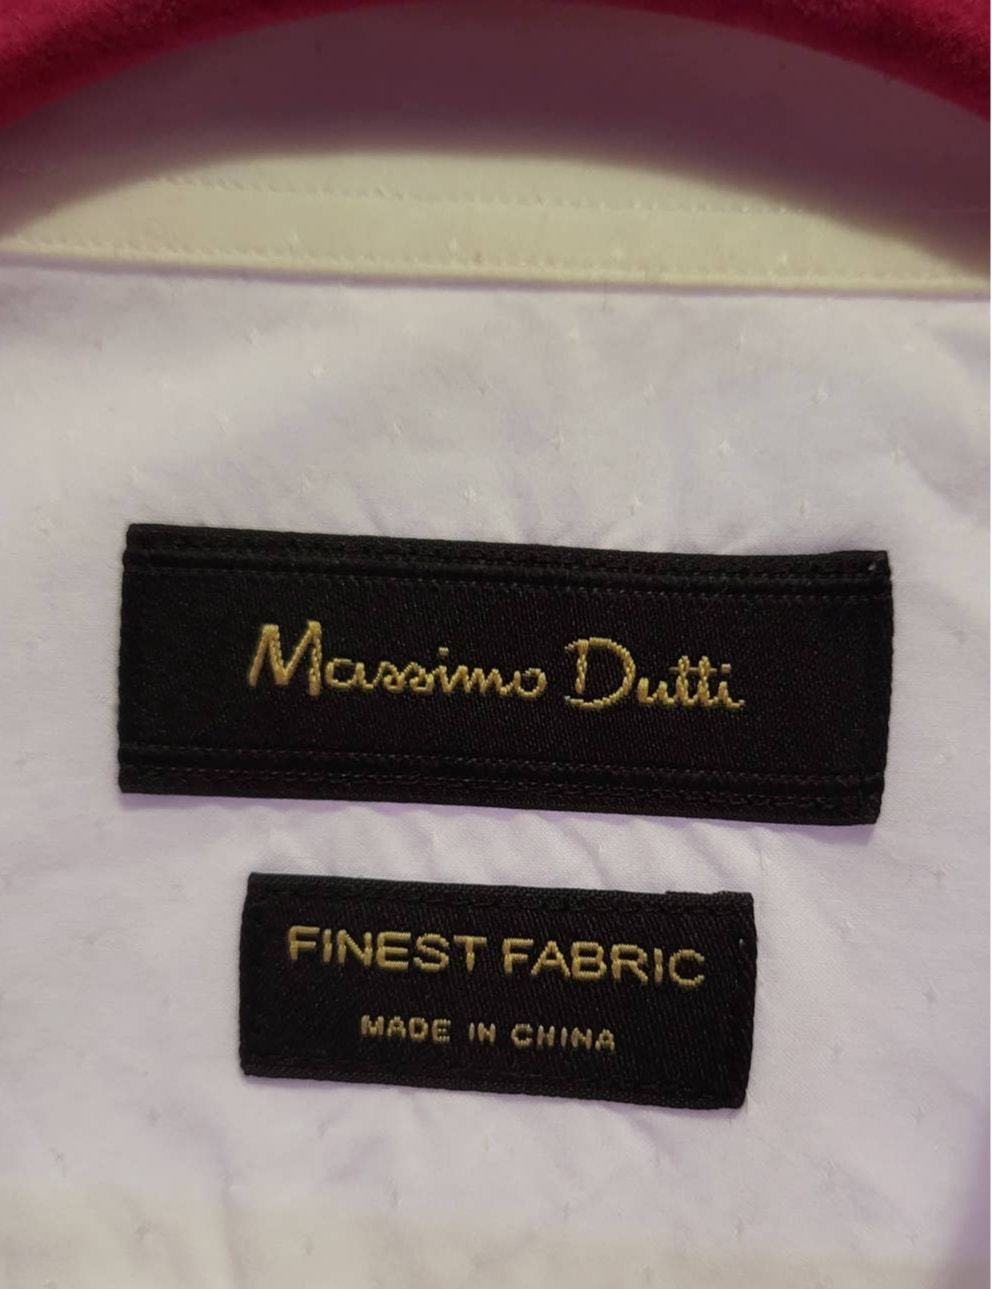 Massimo Dutti
FINEST FABRIC
MADE IN CHINA